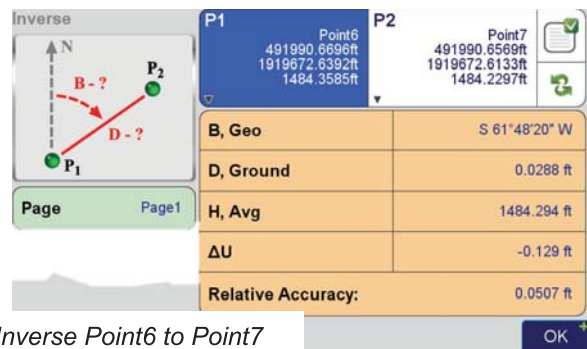 Inverse
N
B - ?
P2
D - ?
P1
Page Page1
P1
Point6
491990.6696ft
1919672.6392ft
1484.3585ft
P2
Point7
491990.6569ft
1919672.6133ft
1484.2297ft
B, Geo S 61°48'20" W
D, Ground 0.0288 ft
H, Avg 1484.294 ft
ΔU -0.129 ft
Relative Accuracy: 0.0507 ft
Inverse Point6 to Point7
OK